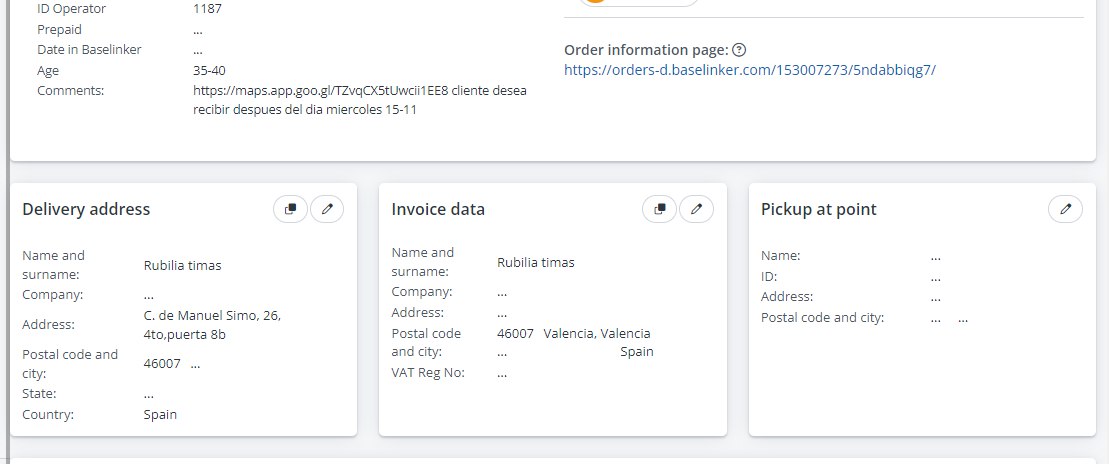 ID Operator 1187
Prepaid ...
Date in Baselinker ...
Age 35-40
Comments: https://maps.app.goo.gl/TZvqCX5tUwcii1EE8 cliente desea
recibir despues del dia miercoles 15-11
Order information page: ?
https://orders-d.baselinker.com/153007273/5ndabbiqg7/
Delivery address
Name and
surname: Rubilia timas
Company: ...
Address: C. de Manuel Simo, 26,
4to,puerta 8b
Postal code and
city: 46007 ...
State: ...
Country: Spain
Invoice data
Name and
surname: Rubilia timas
Company: ...
Address: ...
Postal code 46007 Valencia, Valencia
and city: ... Spain
VAT Reg No: ...
Pickup at point
Name: ...
ID: ...
Address: ...
Postal code and city: ... ...